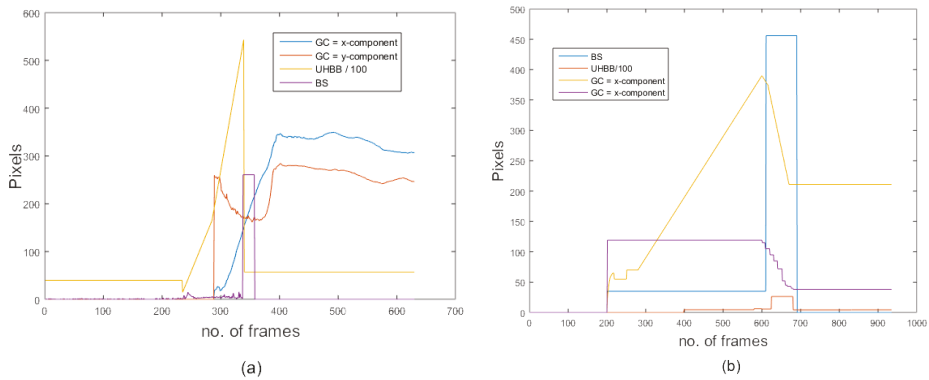 600
500
400
300
200
100
0
Pixels
GC = x-component
GC = y-component
UHBB / 100
BS
0 100 200 300 400 500 600 700
no. of frames
(a)
500
450
400
350
300
250
200
150
100
50
0
Pixels
BS
UHBB/100
GC = x-component
GC = x-component
0 100 200 300 400 500 600 700 800 900 1000
no. of frames
(b)